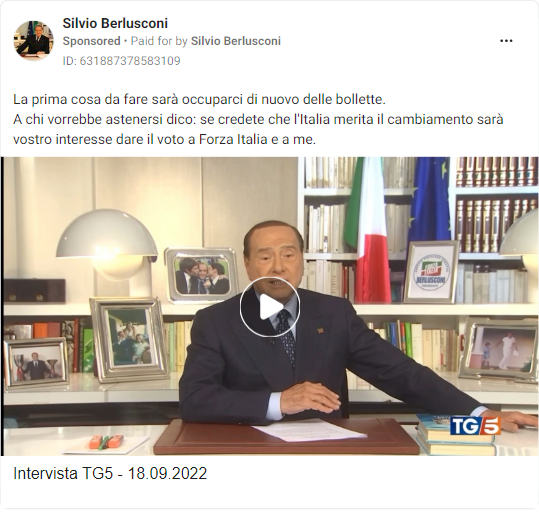 Silvio Berlusconi
Sponsored • Paid for by Silvio Berlusconi
ID: 631887378583109
La prima cosa da fare sarà occuparci di nuovo delle bollette.
A chi vorrebbe astenersi dico: se credete che l'Italia merita il cambiamento sarà
vostro interesse dare il voto a Forza Italia e a me.
FORZA ITALIA
BERLUSCONI
TG5
Intervista TG5 - 18.09.2022